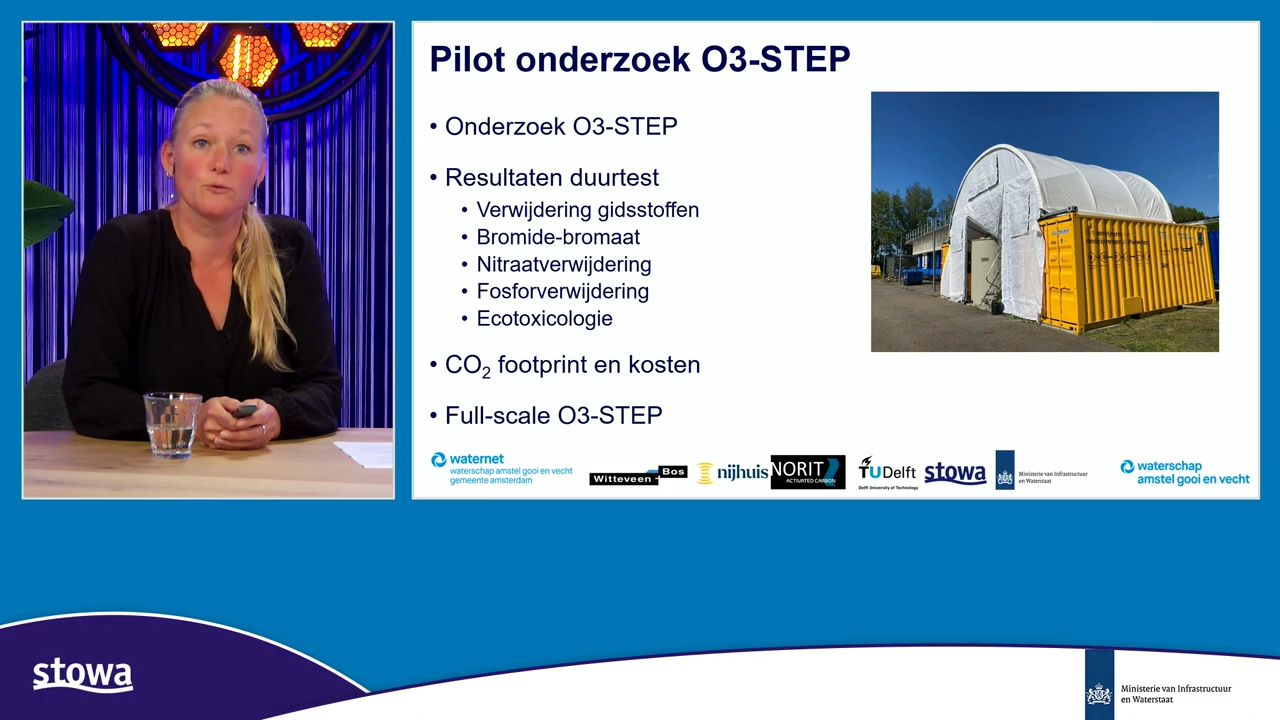 Pilot onderzoek O3-STEP
• Onderzoek O3-STEP
• Resultaten duurtest
• Verwijdering gidsstoffen
• Bromide-bromaat
• Nitraatverwijdering
• Fosforverwijdering
• Ecotoxicologie
• CO2 footprint en kosten
• Full-scale O3-STEP
waternet
waterschap amstel gooi en vecht
gemeente amsterdam
Witteveen + Bos
nijhuis
NORIT
ACTIVATED CARBON
TU Delft
Delft University of Technology
stowa
Ministerie van Infrastructuur
en Waterstaat
waterschap
amstel gooi en vecht
stowa
Ministerie van Infrastructuur
en Waterstaat